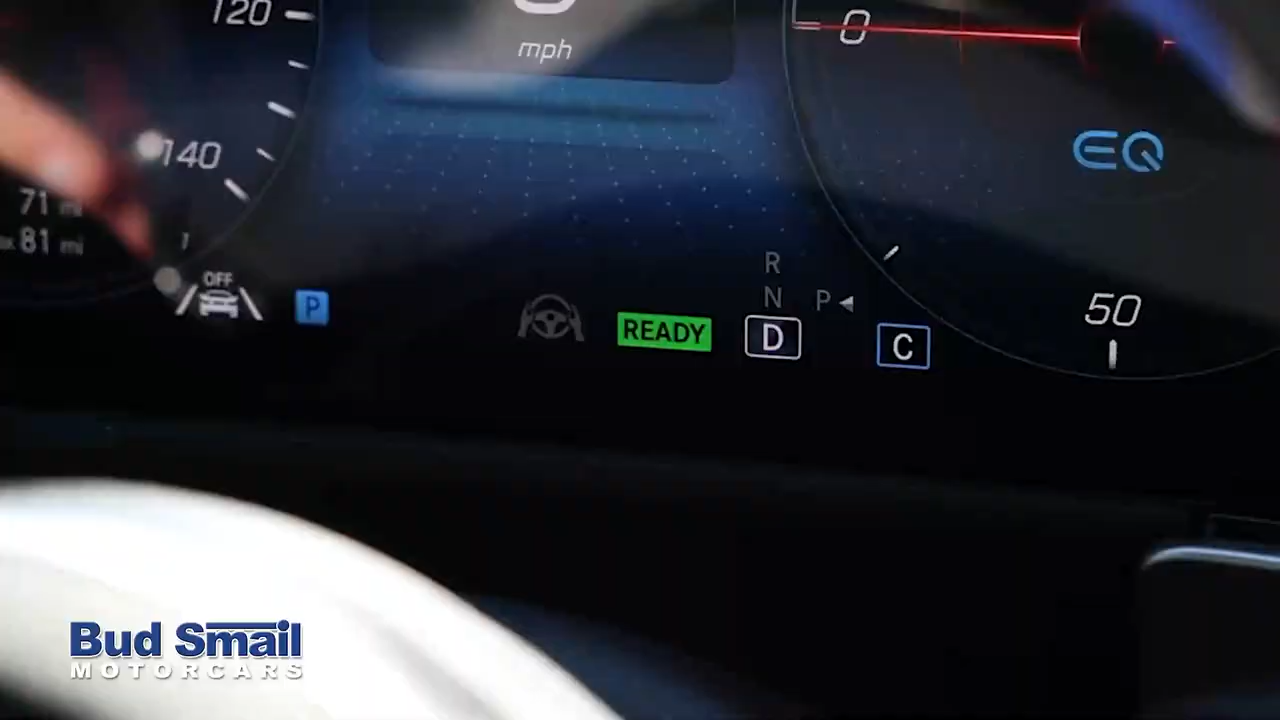 120
mph
0
140
EQ
71 mi
81 mi
OFF
P
READY
R
N
D
P
C
50
Bud Smail
MOTORCARS